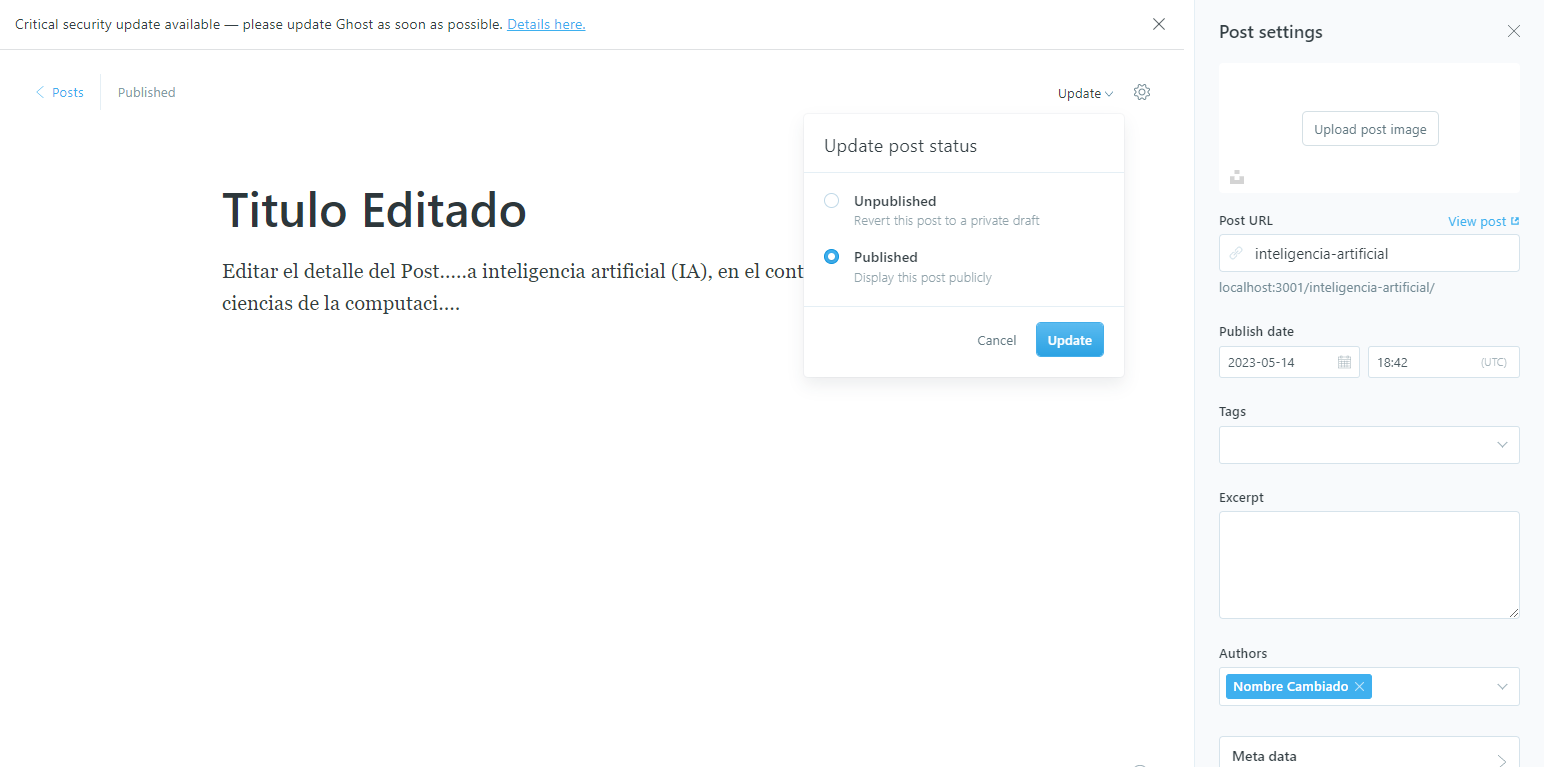 Critical security update available — please update Ghost as soon as possible. Details here.
Posts
Published
Update
Update post status
Unpublished
Revert this post to a private draft
Published
Display this post publicly
Cancel
Update
Titulo Editado
Editar el detalle del Post.....a inteligencia artificial (IA), en el cont
ciencias de la computaci....
Post settings
Upload post image
Post URL
View post
inteligencia-artificial
localhost:3001/inteligencia-artificial/
Publish date
2023-05-14
18:42
(UTC)
Tags
Excerpt
Authors
Nombre Cambiado
Meta data